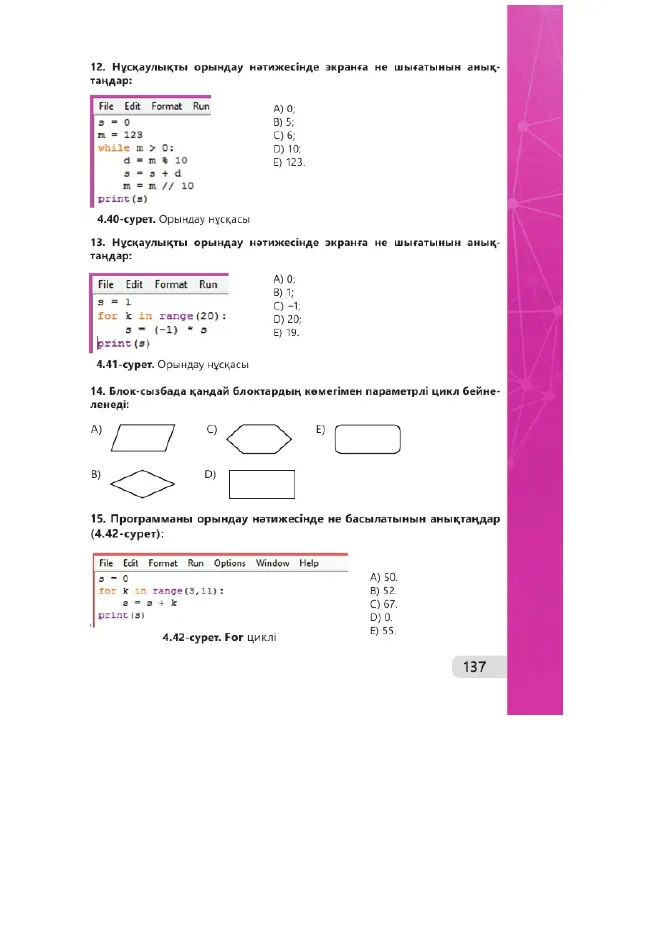 12. Нұсқаулықты орындау нәтижесінде экранға не шығатынын анық-
таңдар:
File Edit Format Run
s = 0
m = 123
while m > 0:
d = m % 10
s = s + d
m = m // 10
print(s)
A) 0;
B) 5;
C) 6;
D) 10;
E) 123.
4.40-сурет. Орындау нұсқасы
13. Нұсқаулықты орындау нәтижесінде экранға не шығатынын анық-
таңдар:
File Edit Format Run
s = 1
for k in range(20):
s = (-1) * s
print(s)
A) 0;
B) 1;
C) –1;
D) 20;
E) 19.
4.41-сурет. Орындау нұсқасы
14. Блок-сызбада қандай блоктардың көмегімен параметрлі цикл бейне-
ленеді:
A) C) E)
B) D)
15. Программаны орындау нәтижесінде не басылатынын анықтаңдар
(4.42-сурет):
File Edit Format Run Options Window Help
s = 0
for k in range(3,11):
s = s + k
print(s)
A) 50.
B) 52.
C) 67.
D) 0.
E) 55.
4.42-сурет. For циклі
137